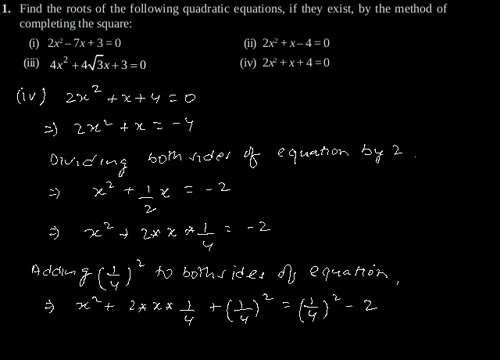 1. Find the roots of the following quadratic equations, if they exist, by the method of
completing the square:
(i) 2x² – 7x + 3 = 0 (ii) 2x² + x – 4 = 0
(iii) 4x² + 4√3x + 3 = 0 (iv) 2x² + x + 4 = 0
(iv) 2x² + x + 4 = 0
=) 2x² + x = -4
Dividing both sides of equation by 2.
=) x² + 1/2 x = -2
=) x² + 2 * x * 1/4 = -2
Adding (1/4)² to both sides of equation,
=) x² + 2 * x * 1/4 + (1/4)² = (1/4)² - 2